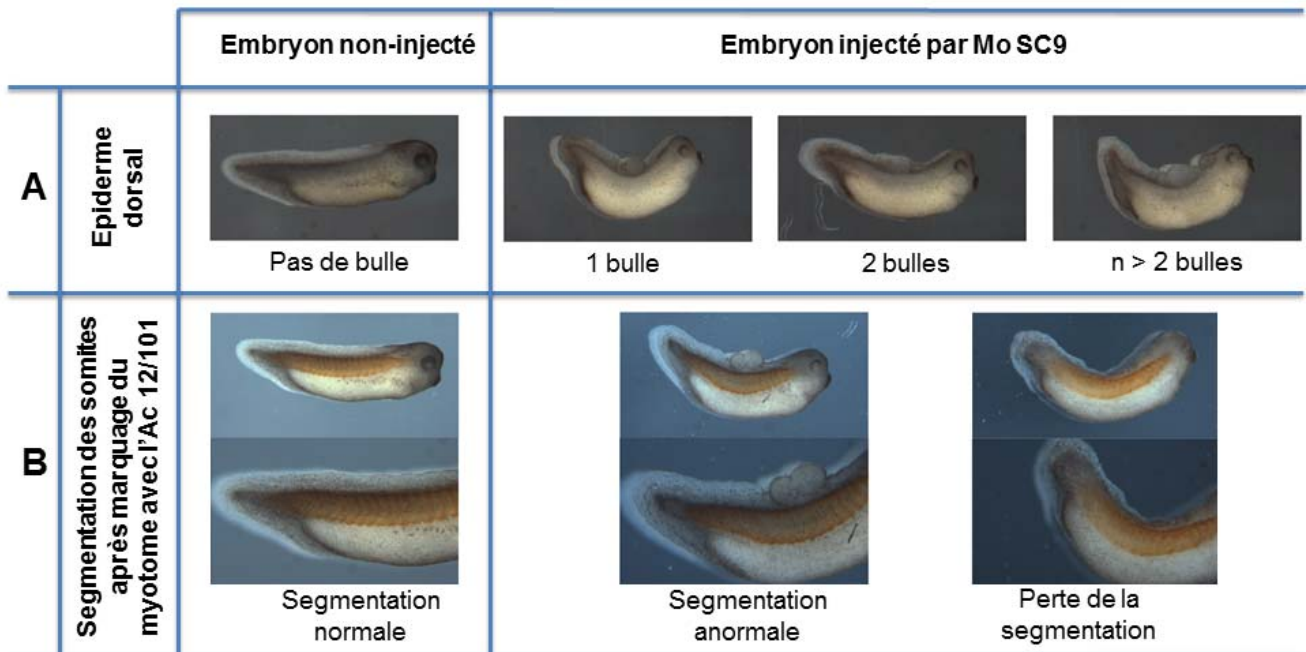 Embryon non-injecté
Embryon injecté par Mo SC9
A
Epiderme
dorsal
Pas de bulle
1 bulle
2 bulles
n > 2 bulles
B
Segmentation des somites
après marquage du
myotome avec l'Ac 12/101
Segmentation
normale
Segmentation
anormale
Perte de la
segmentation